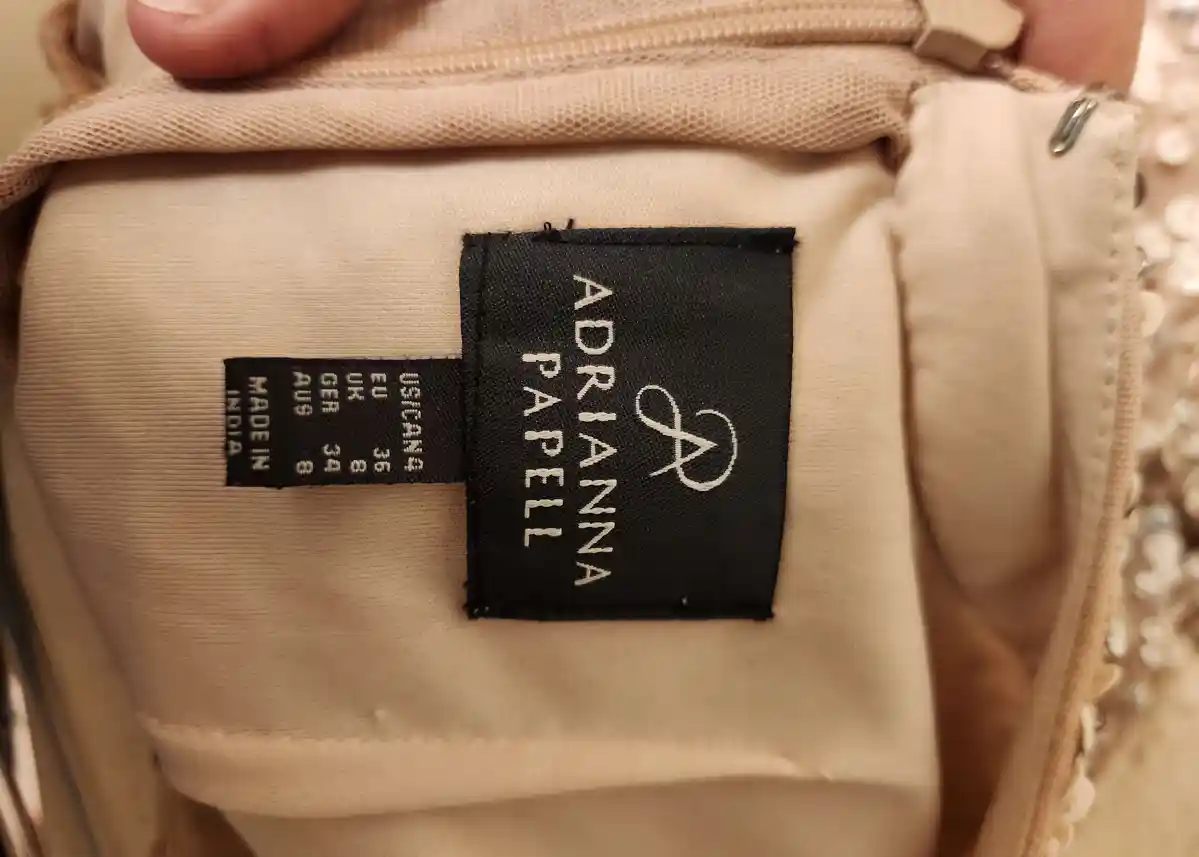 ADRIANNA
PAPELL
US/CAN 4
EU 36
UK 8
GER 34
AUS 8
MADE IN
INDIA